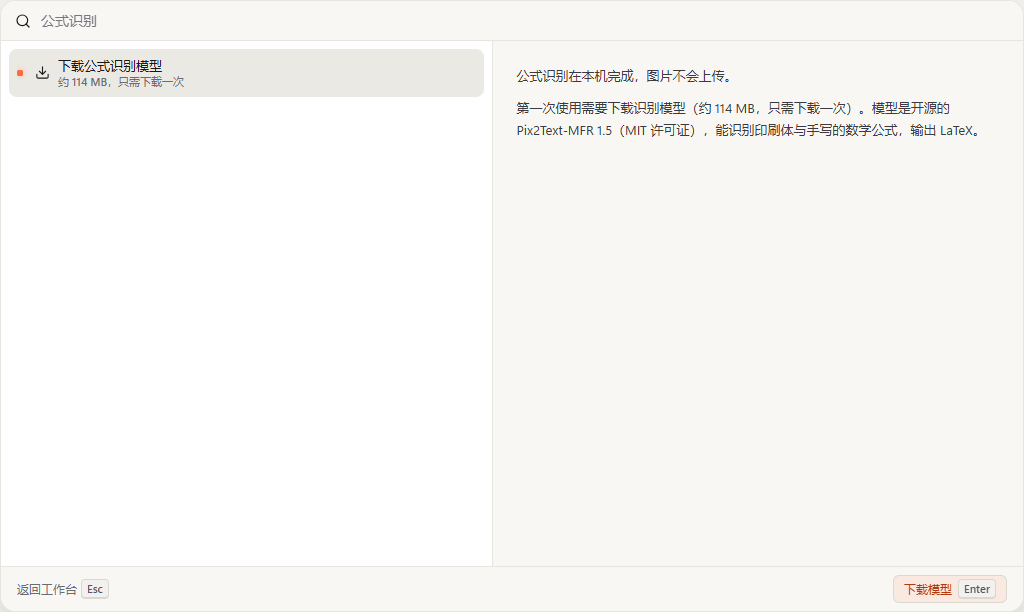 公式识别
下载公式识别模型
约 114 MB，只需下载一次
公式识别在本机完成，图片不会上传。
第一次使用需要下载识别模型（约 114 MB，只需下载一次）。模型是开源的
Pix2Text-MFR 1.5（MIT 许可证），能识别印刷体与手写的数学公式，输出 LaTeX。
返回工作台 Esc
下载模型 Enter